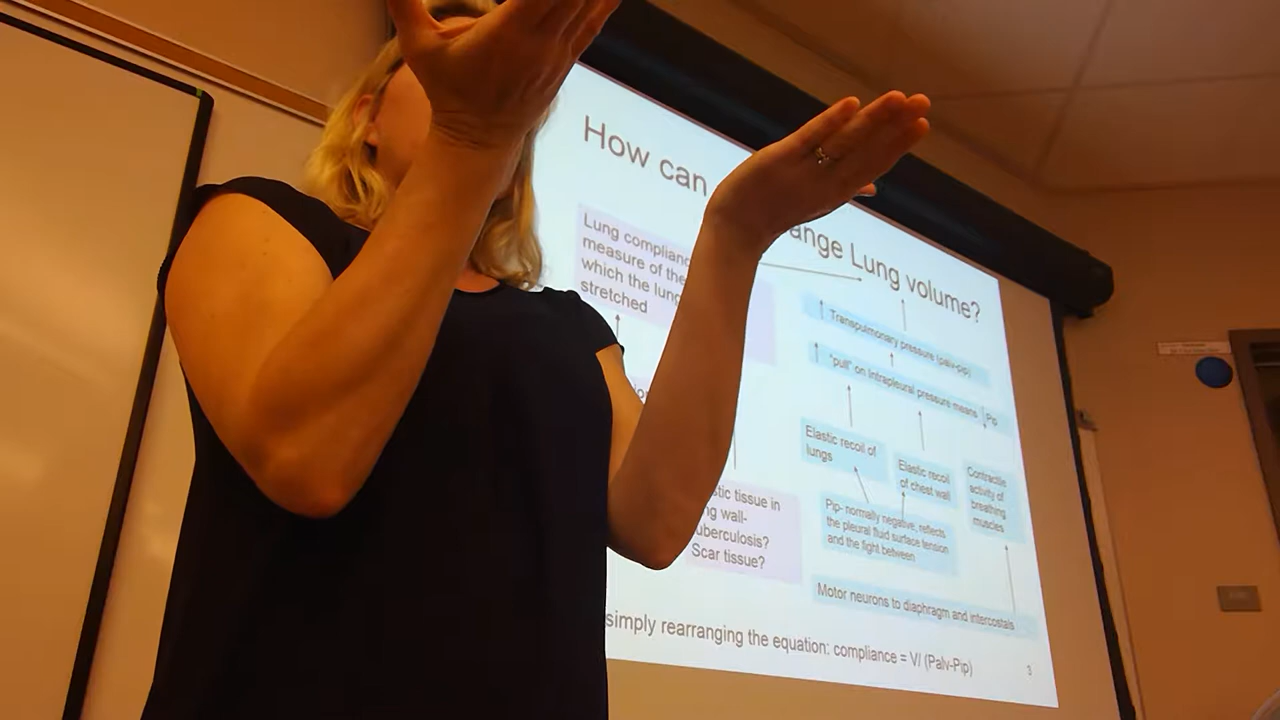 How can
ange Lung volume?
Lung complianc
measure of the
which the lung
stretched
Transpulmonary pressure (palv-pip)
"pull" on Intrapleural pressure means
Pip
Elastic recoil of
lungs
Elastic recoil
of chest wall
Contractile
activity of
breathing
muscles
stic tissue in
ng wall-
uberculosis?
Scar tissue?
Pip- normally negative, reflects
the pleural fluid surface tension
and the fight between
Motor neurons to diaphragm and intercostals
simply rearranging the equation: compliance = V/ (Palv-Pip)
3